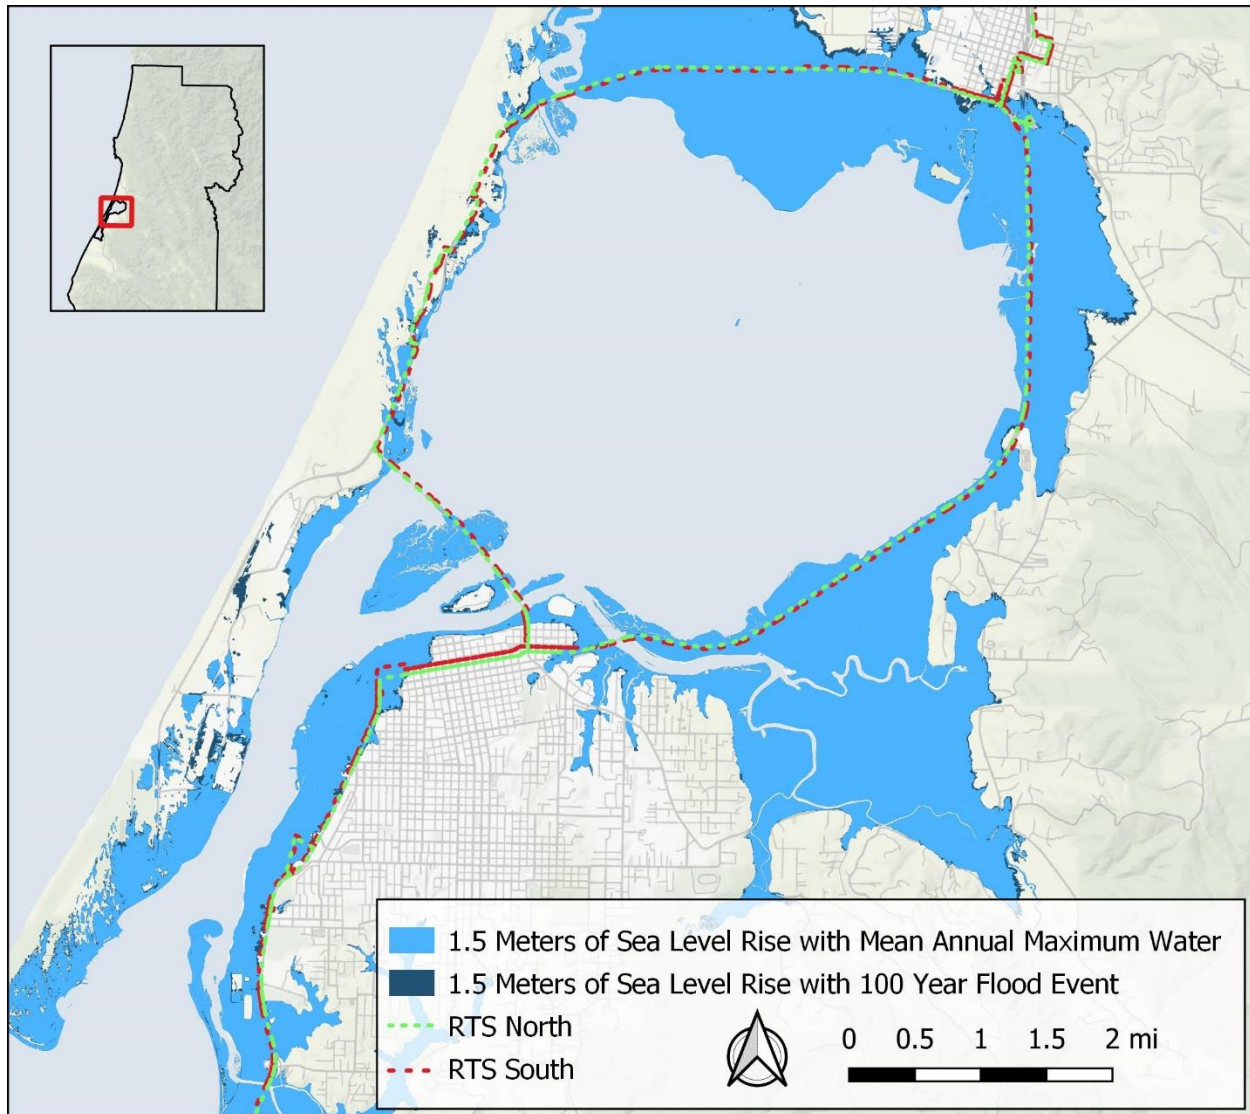 1.5 Meters of Sea Level Rise with Mean Annual Maximum Water
1.5 Meters of Sea Level Rise with 100 Year Flood Event
RTS North
RTS South
0 0.5 1 1.5 2 mi